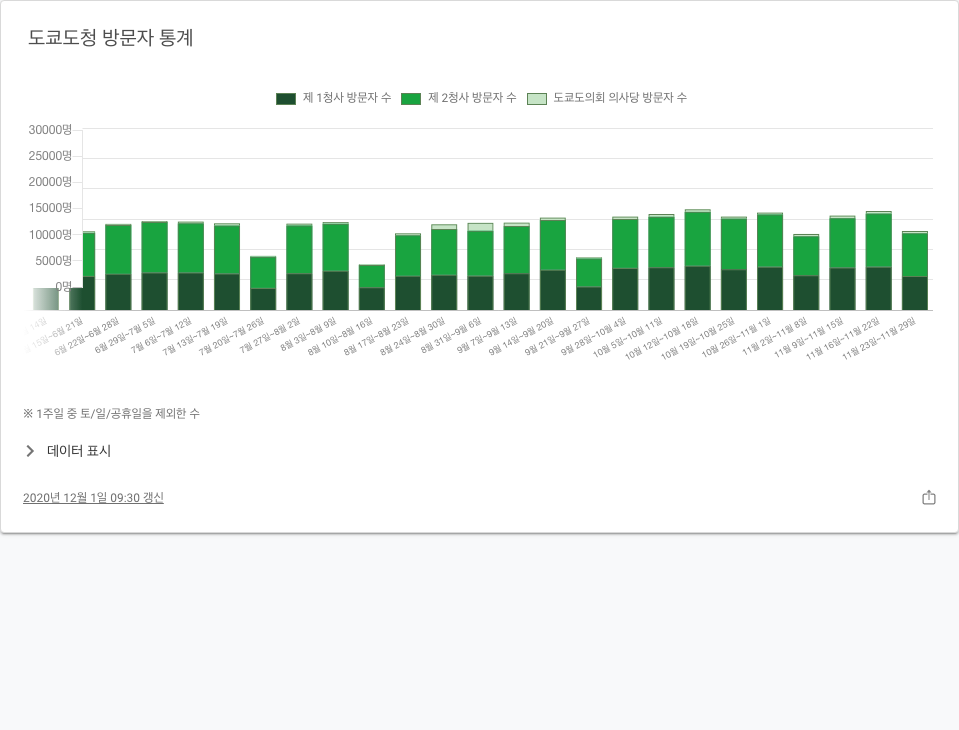 도쿄도청 방문자 통계
제 1청사 방문자 수
제 2청사 방문자 수
도쿄도의회 의사당 방문자 수
30000명
25000명
20000명
15000명
10000명
5000명
0명
6월 21일
6월 22일~6월 28일
6월 29일~7월 5일
7월 6일~7월 12일
7월 13일~7월 19일
7월 20일~7월 26일
7월 27일~8월 2일
8월 3일~8월 9일
8월 10일~8월 16일
8월 17일~8월 23일
8월 24일~8월 30일
8월 31일~9월 6일
9월 7일~9월 13일
9월 14일~9월 20일
9월 21일~9월 27일
9월 28일~10월 4일
10월 5일~10월 11일
10월 12일~10월 18일
10월 19일~10월 25일
10월 26일~11월 1일
11월 2일~11월 8일
11월 9일~11월 15일
11월 16일~11월 22일
11월 23일~11월 29일
※ 1주일 중 토/일/공휴일을 제외한 수
데이터 표시
2020년 12월 1일 09:30 갱신